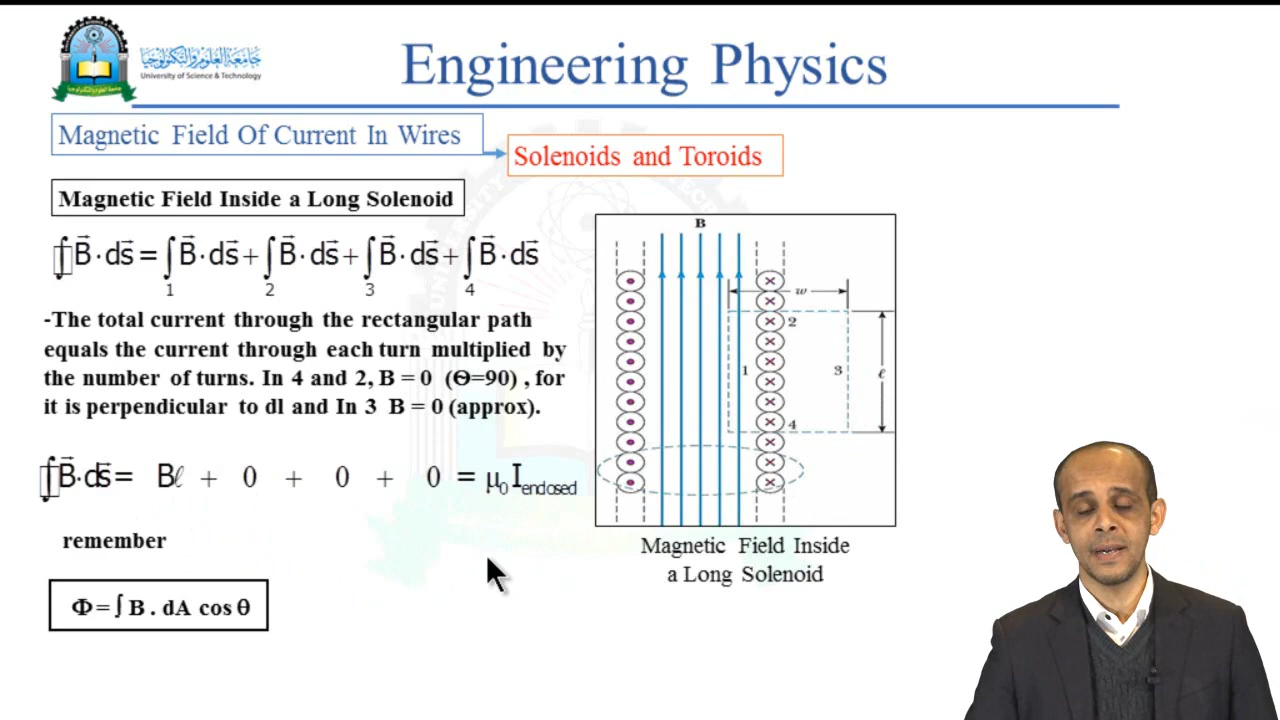 جامعة العلوم والتكنولوجيا
University of Science & Technology
Engineering Physics
Magnetic Field Of Current In Wires
Solenoids and Toroids
Magnetic Field Inside a Long Solenoid
∮B⃗·ds⃗ = ∫B⃗·ds⃗ + ∫B⃗·ds⃗ + ∫B⃗·ds⃗ + ∫B⃗·ds⃗
1 2 3 4
-The total current through the rectangular path
equals the current through each turn multiplied by
the number of turns. In 4 and 2, B = 0 (Ѳ=90) , for
it is perpendicular to dl and In 3 B = 0 (approx).
∮B⃗·ds⃗ = Bℓ + 0 + 0 + 0 = μ₀I enclosed
remember
Φ = ∫ B . dA cos θ
B
w
2
1
3
ℓ
4
Magnetic Field Inside
a Long Solenoid